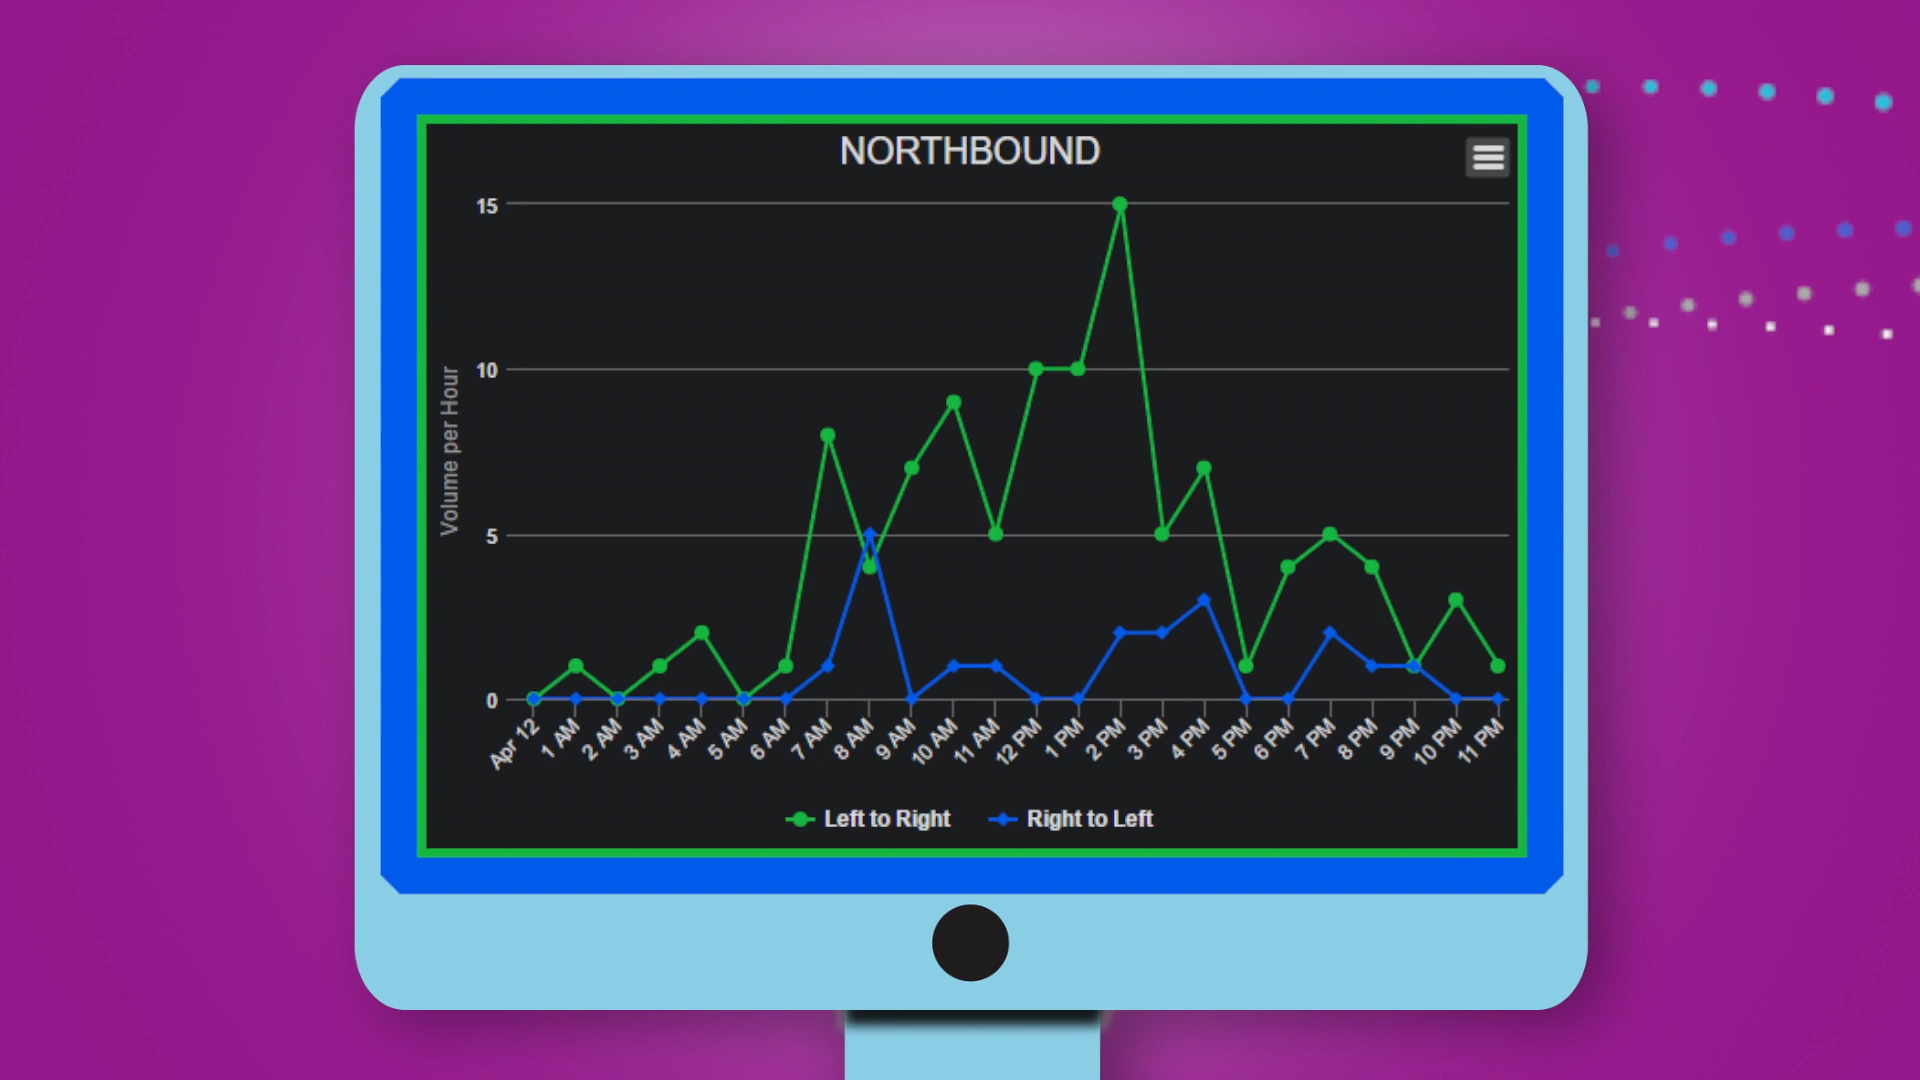 NORTHBOUND
15
10
5
0
Volume per Hour
Apr 12
1 AM
2 AM
3 AM
4 AM
5 AM
6 AM
7 AM
8 AM
9 AM
10 AM
11 AM
12 PM
1 PM
2 PM
3 PM
4 PM
5 PM
6 PM
7 PM
8 PM
9 PM
10 PM
11 PM
Left to Right
Right to Left